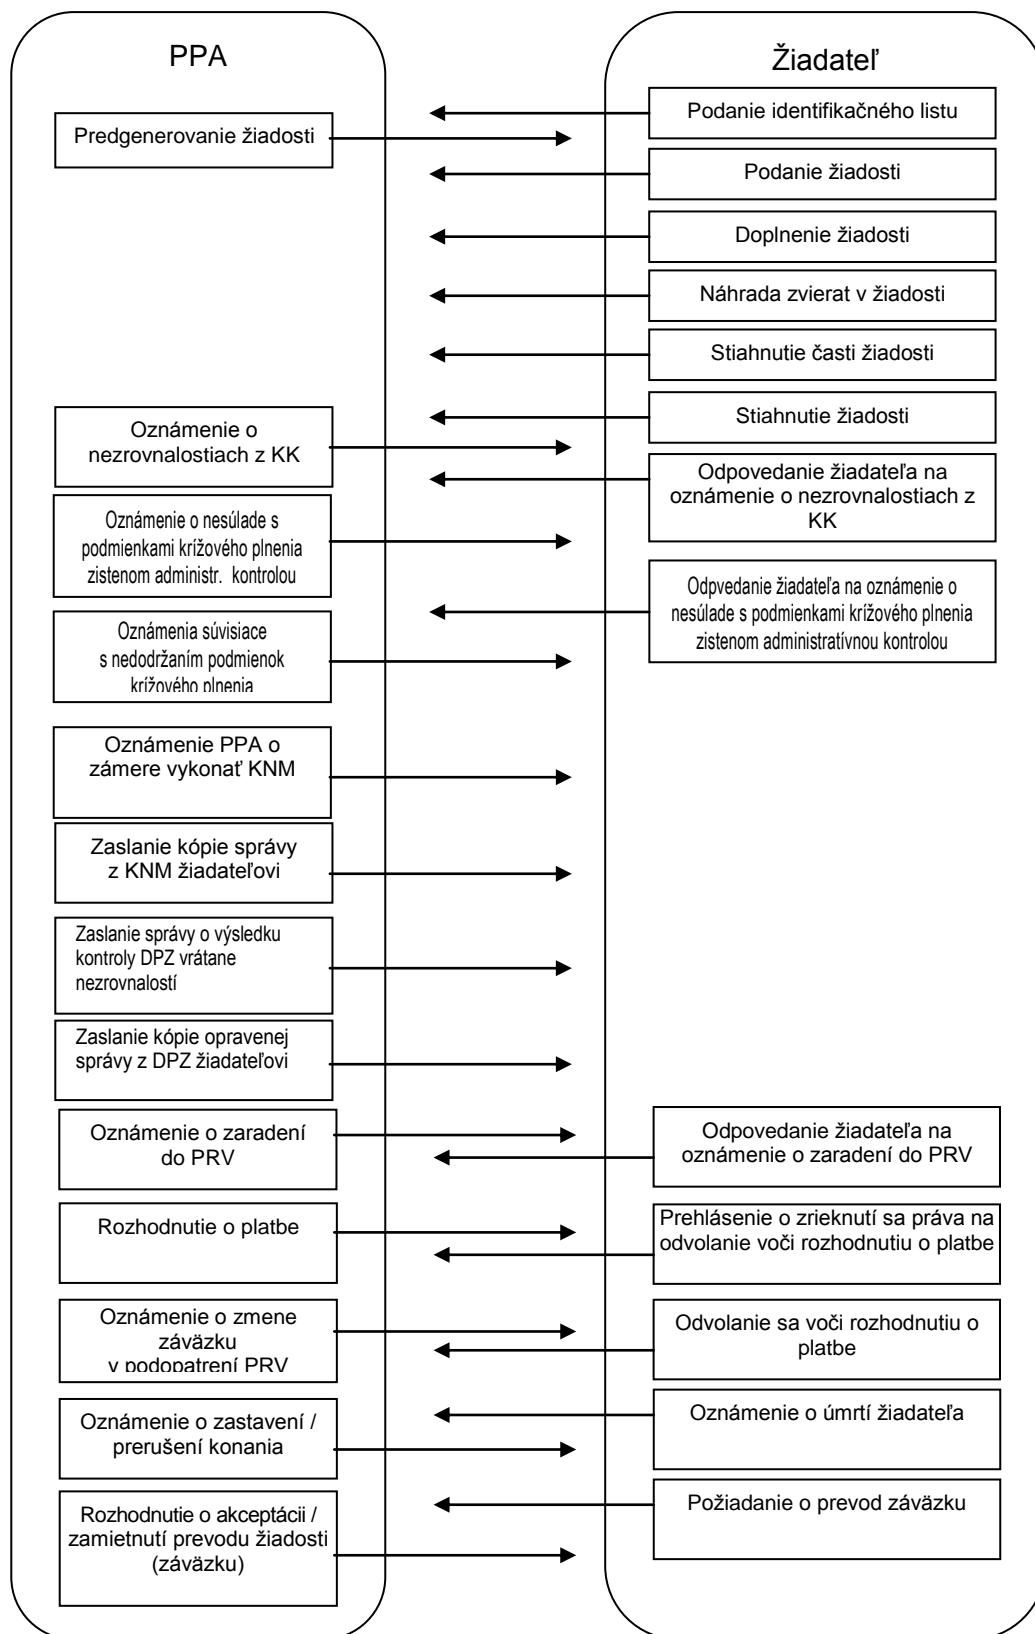 PPA
Žiadateľ
Podanie identifikačného listu
Predgenerovanie žiadosti
Podanie žiadosti
Doplnenie žiadosti
Náhrada zvierat v žiadosti
Stiahnutie časti žiadosti
Stiahnutie žiadosti
Oznámenie o
nezrovnalostiach z KK
Odpovedanie žiadateľa na
oznámenie o nezrovnalostiach z
KK
Oznámenie o nesúlade s
podmienkami krížového plnenia
zistenom administr. kontrolou
Odpvedanie žiadateľa na oznámenie o
nesúlade s podmienkami krížového plnenia
zistenom administratívnou kontrolou
Oznámenia súvisiace
s nedodržaním podmienok
krížového plnenia
Oznámenie PPA o
zámere vykonať KNM
Zaslanie kópie správy
z KNM žiadateľovi
Zaslanie správy o výsledku
kontroly DPZ vrátane
nezrovnalostí
Zaslanie kópie opravenej
správy z DPZ žiadateľovi
Oznámenie o zaradení
do PRV
Odpovedanie žiadateľa na
oznámenie o zaradení do PRV
Rozhodnutie o platbe
Prehlásenie o zrieknutí sa práva na
odvolanie voči rozhodnutiu o platbe
Oznámenie o zmene
záväzku
v podopatrení PRV
Odvolanie sa voči rozhodnutiu o
platbe
Oznámenie o zastavení /
prerušení konania
Oznámenie o úmrtí žiadateľa
Požiadanie o prevod záväzku
Rozhodnutie o akceptácii /
zamietnutí prevodu žiadosti
(záväzku)